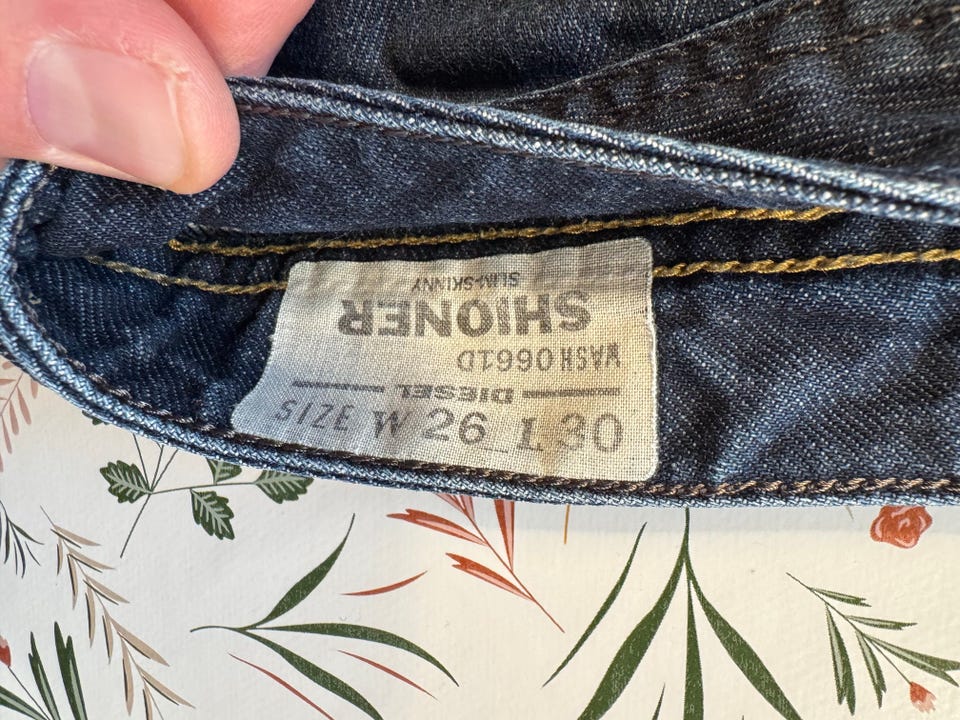 SIZE W 26 L 30
DIESEL
WASH 0661D
SHIONER
SLIM-SKINNY